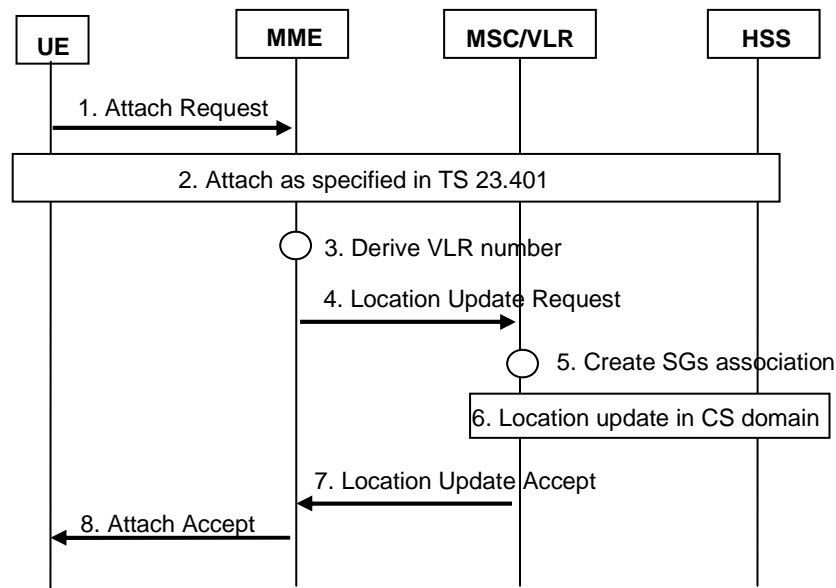 UE
MME
MSC/VLR
HSS
1. Attach Request
2. Attach as specified in TS 23.401
3. Derive VLR number
4. Location Update Request
5. Create SGs association
6. Location update in CS domain
7. Location Update Accept
8. Attach Accept